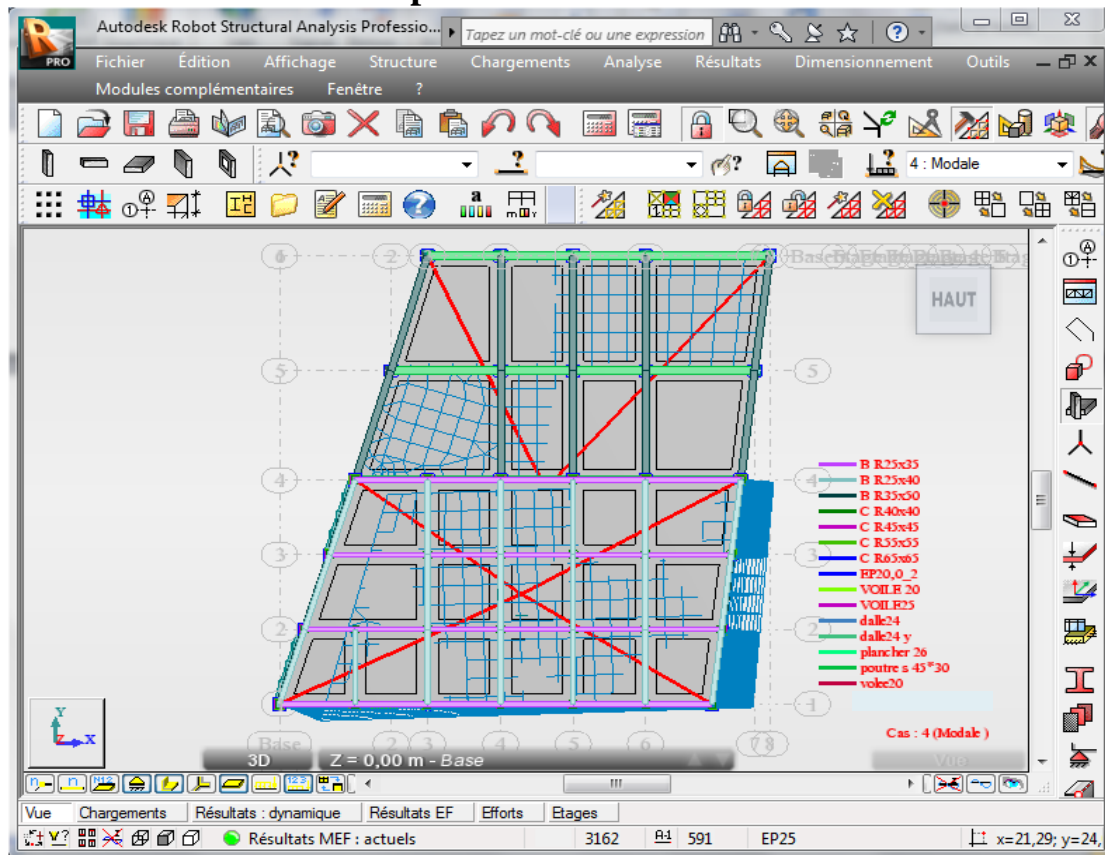 Autodesk Robot Structural Analysis Professio...
Tapez un mot-clé ou une expression
PRO
Fichier Édition Affichage Structure Chargements Analyse Résultats Dimensionnement Outils
Modules complémentaires Fenêtre ?
4 : Modale
HAUT
5 5
4 4
3 3
2 2
1
B R25x35
B R25x40
B R35x50
C R40x40
C R45x45
C R55x55
C R65x65
EP20,0_2
VOILE 20
VOILE25
dalle24
dalle24 y
plancher 26
poutre s 45*30
volee20
Cas : 4 (Modale )
Y
X
Z
Base 2 3 4 5 6 7 8
3D Z = 0,00 m - Base Vue
Vue Chargements Résultats : dynamique Résultats EF Efforts Etages
Résultats MEF : actuels 3162 591 EP25 x=21,29; y=24,